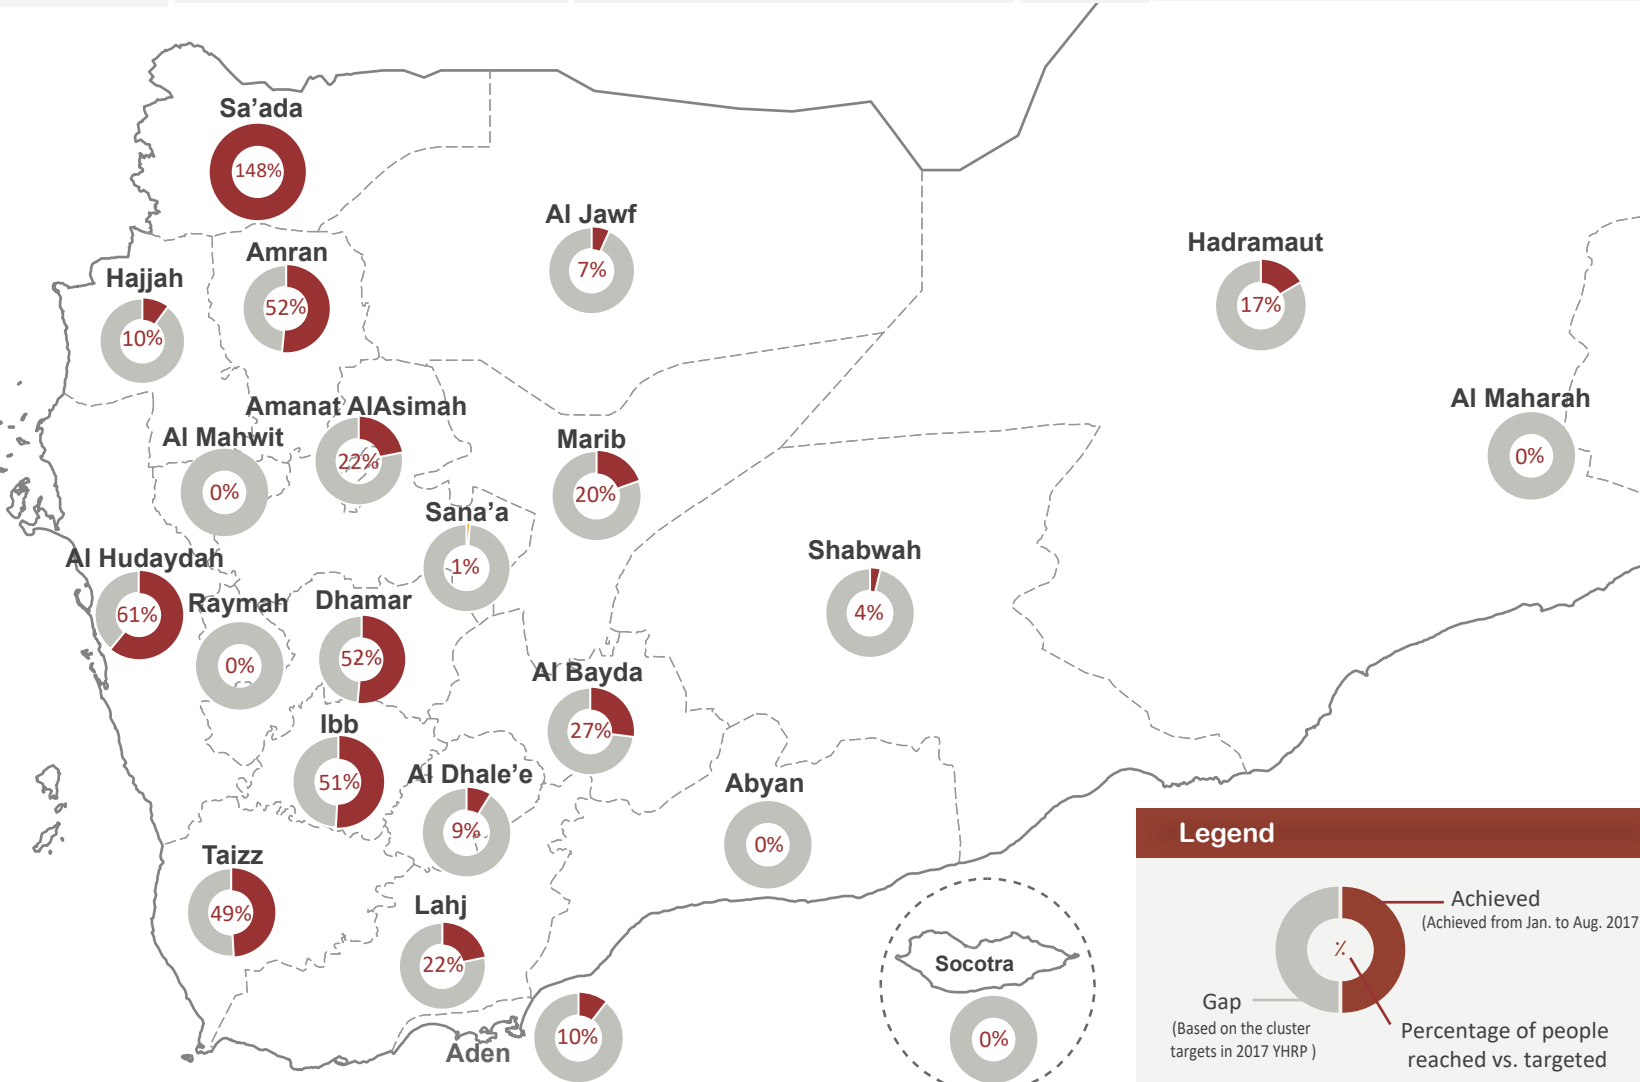 Sa’ada
148%
Al Jawf
7%
Hadramaut
17%
Amran
52%
Hajjah
10%
Al Maharah
0%
Amanat AlAsimah
22%
Al Mahwit
0%
Marib
20%
Sana’a
1%
Shabwah
4%
Al Hudaydah
61%
Raymah
0%
Dhamar
52%
Al Bayda
27%
Ibb
51%
Al Dhale’e
9%
Abyan
0%
Taizz
49%
Lahj
22%
Aden
10%
Socotra
0%
Legend
Achieved
(Achieved from Jan. to Aug. 2017
%
Gap
(Based on the cluster
targets in 2017 YHRP )
Percentage of people
reached vs. targeted